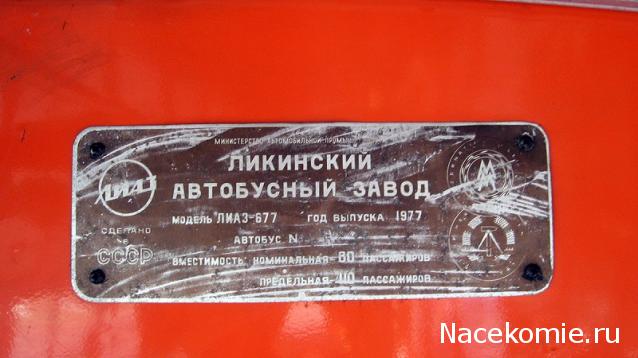 МИНИСТЕРСТВО АВТОМОБИЛЬНОЙ
ЛИАЗ
ЛИКИНСКИЙ
АВТОБУСНЫЙ ЗАВОД
МОДЕЛЬ ЛИАЗ-677 ГОД ВЫПУСКА 1977
СДЕЛАНО
В
СССР
АВТОБУС N
ВМЕСТИМОСТЬ: НОМИНАЛЬНАЯ-80 ПАССАЖИРОВ
ПРЕДЕЛЬНАЯ-110 ПАССАЖИРОВ
М
Nacekomie.ru